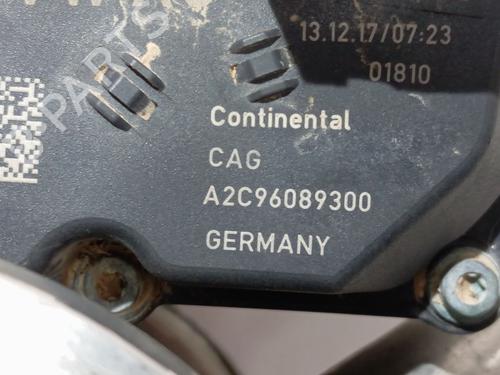 13.12.17/07:23
01810
Continental
CAG
A2C96089300
GERMANY